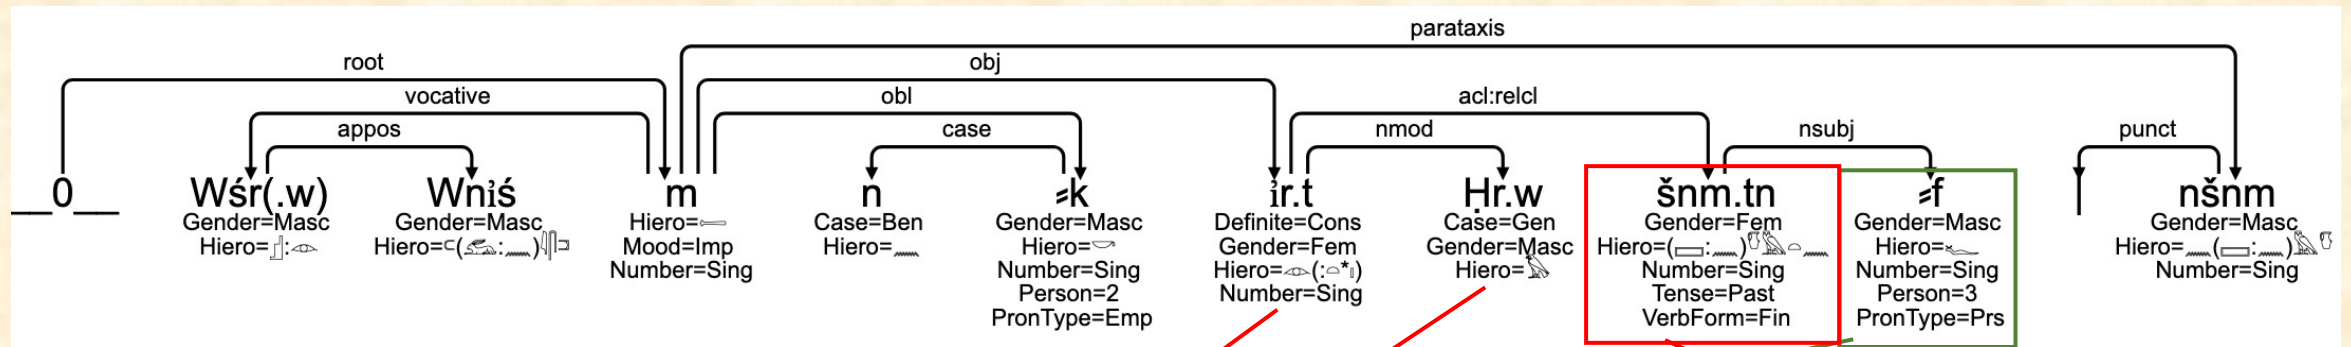 parataxis
root obj
vocative obl acl:relcl
appos case nmod nsubj punct
__0__ Wśr(.w) Wnı͗ś m n ⸗k ı͗r.t Ḥr.w šnm.tn ⸗f | nšnm
Gender=Masc Gender=Masc Hiero=𓐝 Case=Ben Gender=Masc Definite=Cons Case=Gen Gender=Fem Gender=Masc Gender=Masc
Hiero=𓊨:𓁹 Hiero= Mood=Imp Hiero=𓈖 Hiero=𓎡 Gender=Fem Gender=Masc Hiero= Hiero=𓆑 Hiero=
Number=Sing Number=Sing Hiero=𓁹(:𓏏*𓏤) Hiero=𓅃 Number=Sing Number=Sing Number=Sing
Person=2 Number=Sing Tense=Past Person=3
PronType=Emp VerbForm=Fin PronType=Prs